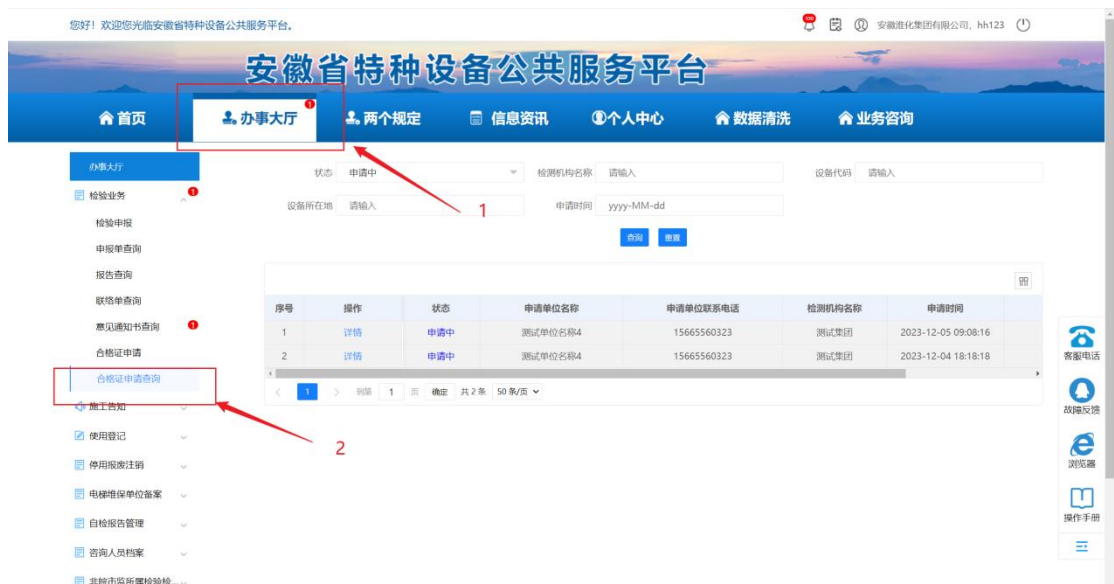 您好！欢迎您光临安徽省特种设备公共服务平台。
安徽淮化集团有限公司, hh123
安徽省特种设备公共服务平台
首页 办事大厅 1 两个规定 信息资讯 个人中心 数据清洗 业务咨询
办事大厅
检验业务 1
检验申报
申报单查询
报告查询
联络单查询
意见通知书查询 1
合格证申请
合格证申请查询
施工告知
使用登记
停用报废注销
电梯维保单位备案
自检报告管理
咨询人员档案
非皖市监所属检验检...
状态 申请中 检测机构名称 请输入 设备代码 请输入
设备所在地 请输入 申请时间 yyyy-MM-dd
查询 重置
序号 操作 状态 申请单位名称 申请单位联系电话 检测机构名称 申请时间
1 详情 申请中 测试单位名称4 15665560323 测试集团 2023-12-05 09:08:16
2 详情 申请中 测试单位名称4 15665560323 测试集团 2023-12-04 18:18:18
< 1 > 到第 1 页 确定 共 2 条 50 条/页
1
2
客服电话
故障反馈
浏览器
操作手册